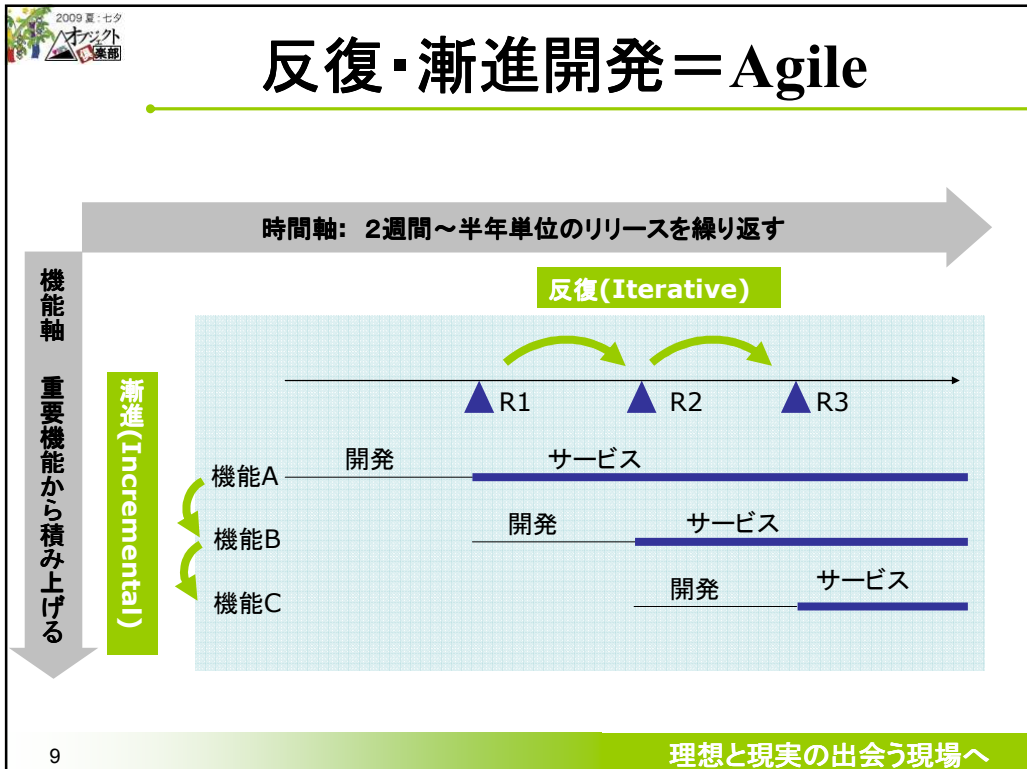 2009 夏:七夕
オブジェクト
倶楽部
反復・漸進開発＝Agile
時間軸: 2週間～半年単位のリリースを繰り返す
機能軸 重要機能から積み上げる
反復(Iterative)
漸進(Incremental)
R1 R2 R3
開発 サービス
機能A
開発 サービス
機能B
開発 サービス
機能C
9
理想と現実の出会う現場へ